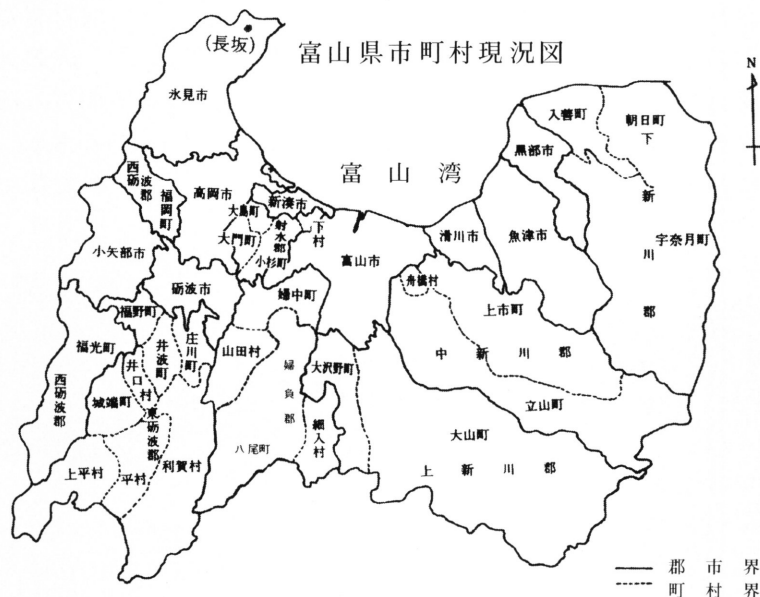 富山県市町村現況図
(長坂)
N
氷見市
富山湾
入善町
朝日町
下新川郡
黒部市
宇奈月町
西砺波郡
福岡町
高岡市
新湊市
大島町
射水郡
下村
大門町
小杉町
小矢部市
砺波市
富山市
滑川市
魚津市
婦中町
舟橋村
上市町
中新川郡
福野町
福光町
井波町
庄川町
井口村
山田村
婦負郡
大沢野町
立山町
西砺波郡
城端町
東砺波郡
細入村
大山町
上新川郡
上平村
平村
利賀村
八尾町
郡市界
町村界